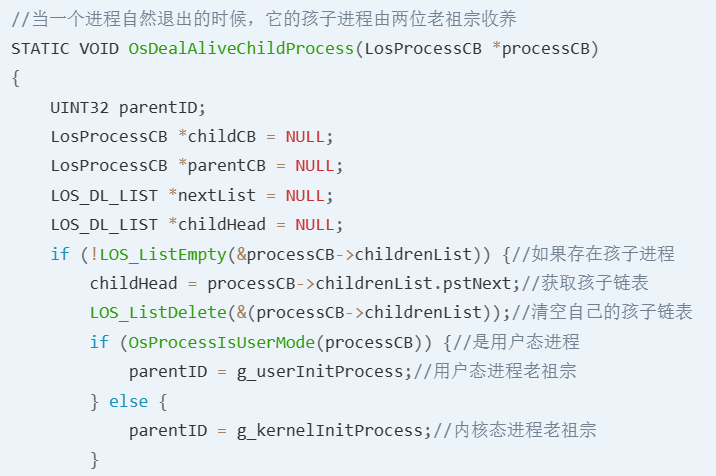 //当一个进程自然退出的时候，它的孩子进程由两位老祖宗收养
STATIC VOID OsDealAliveChildProcess(LosProcessCB *processCB)
{
    UINT32 parentID;
    LosProcessCB *childCB = NULL;
    LosProcessCB *parentCB = NULL;
    LOS_DL_LIST *nextList = NULL;
    LOS_DL_LIST *childHead = NULL;
    if (!LOS_ListEmpty(&processCB->childrenList)) {//如果存在孩子进程
        childHead = processCB->childrenList.pstNext;//获取孩子链表
        LOS_ListDelete(&(processCB->childrenList));//清空自己的孩子链表
        if (OsProcessIsUserMode(processCB)) {//是用户态进程
            parentID = g_userInitProcess;//用户态进程老祖宗
        } else {
            parentID = g_kernelInitProcess;//内核态进程老祖宗
        }